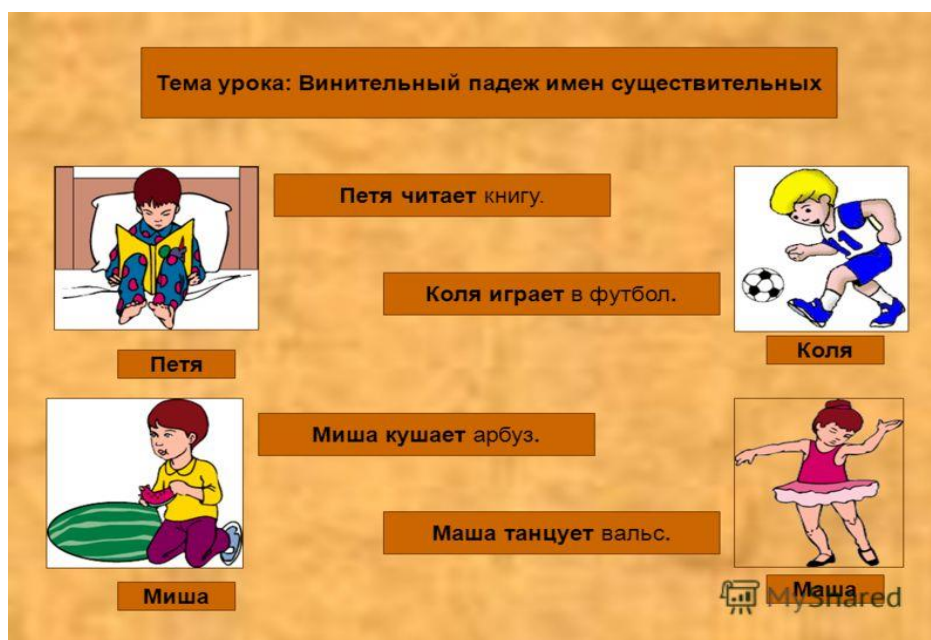 Тема урока: Винительный падеж имен существительных
Петя читает книгу.
Коля играет в футбол.
Петя
Коля
Миша кушает арбуз.
Маша танцует вальс.
Миша
Маша
MyShared